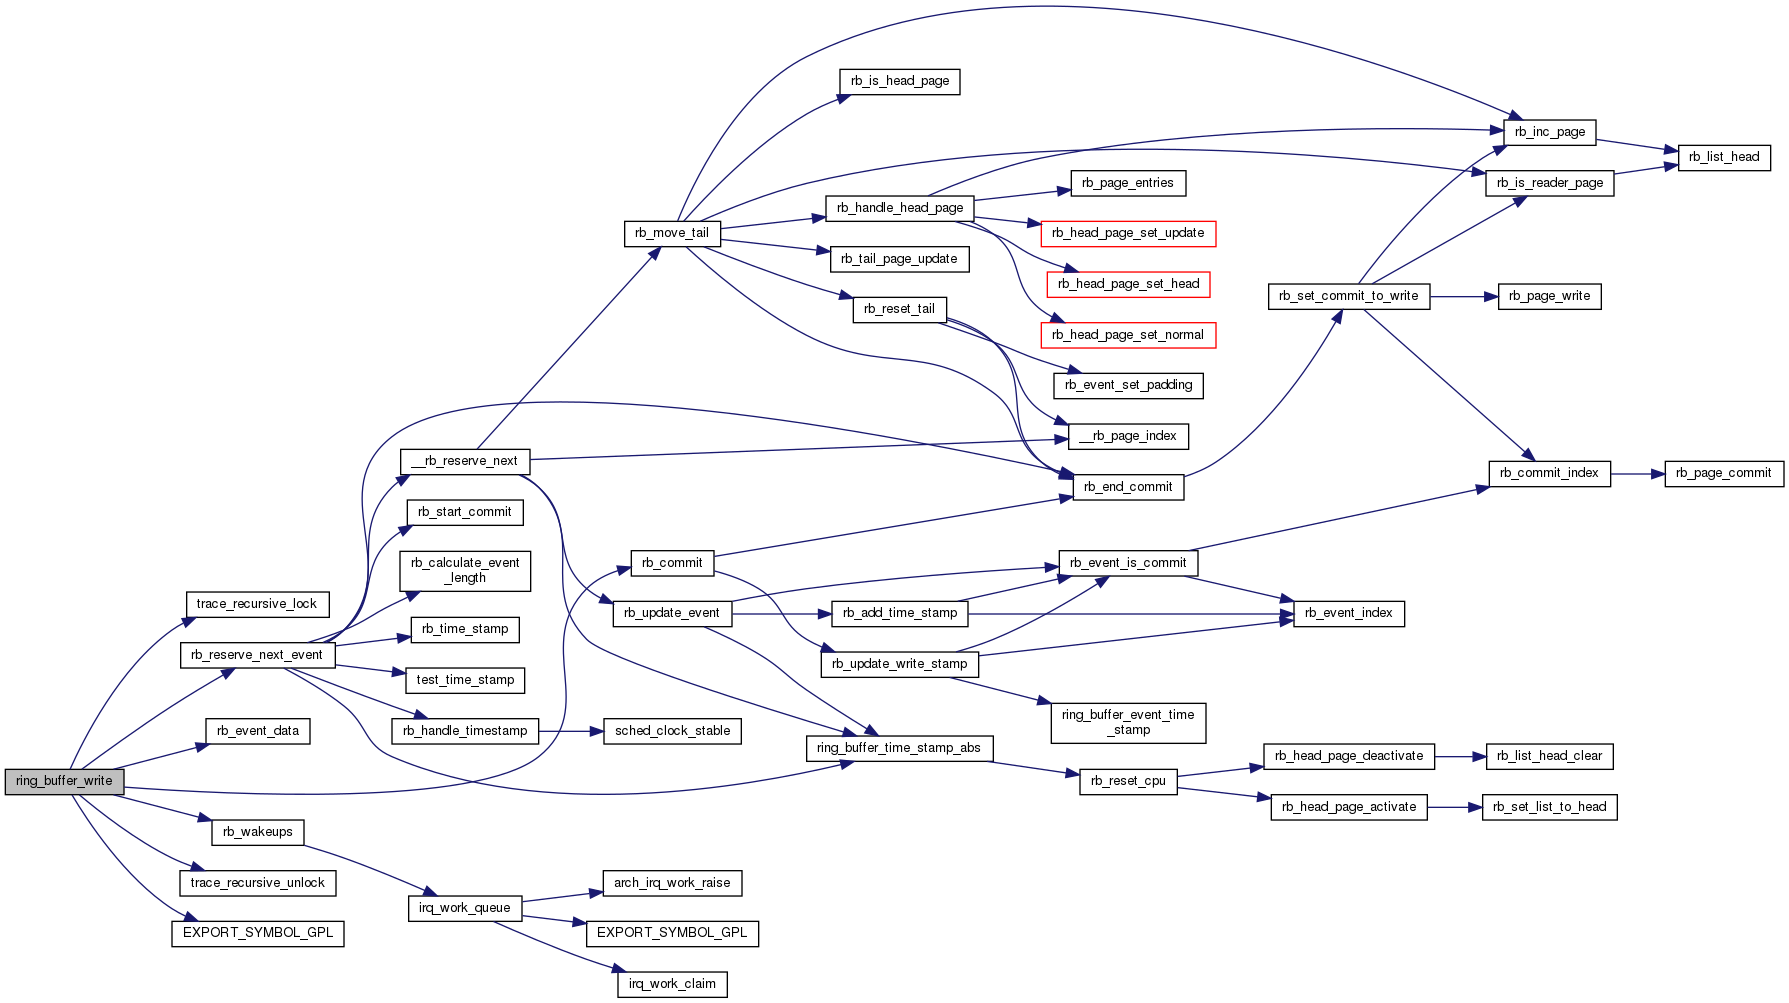 rb_is_head_page
rb_inc_page
rb_list_head
rb_page_entries
rb_is_reader_page
rb_handle_head_page
rb_move_tail
rb_head_page_set_update
rb_tail_page_update
rb_head_page_set_head
rb_set_commit_to_write
rb_page_write
rb_reset_tail
rb_head_page_set_normal
rb_event_set_padding
__rb_page_index
__rb_reserve_next
rb_commit_index
rb_page_commit
rb_end_commit
rb_start_commit
rb_calculate_event
_length
rb_commit
rb_event_is_commit
trace_recursive_lock
rb_update_event
rb_add_time_stamp
rb_event_index
rb_time_stamp
rb_reserve_next_event
rb_update_write_stamp
test_time_stamp
ring_buffer_event_time
_stamp
rb_event_data
rb_handle_timestamp
sched_clock_stable
ring_buffer_time_stamp_abs
rb_head_page_deactivate
rb_list_head_clear
ring_buffer_write
rb_reset_cpu
rb_head_page_activate
rb_set_list_to_head
rb_wakeups
trace_recursive_unlock
arch_irq_work_raise
irq_work_queue
EXPORT_SYMBOL_GPL
EXPORT_SYMBOL_GPL
irq_work_claim